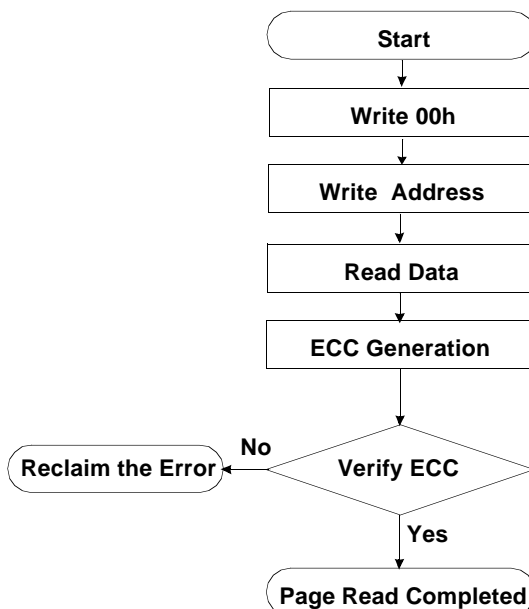 Start
Write 00h
Write Address
Read Data
ECC Generation
No
Reclaim the Error
Verify ECC
Yes
Page Read Completed